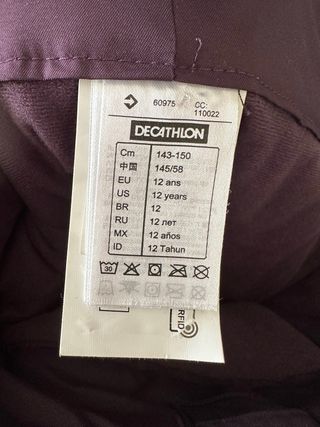 60975 CC:
110022
DECATHLON
Cm 143-150
中国 145/58
EU 12 ans
US 12 years
BR 12
RU 12 лет
MX 12 años
ID 12 Tahun
30
RFID